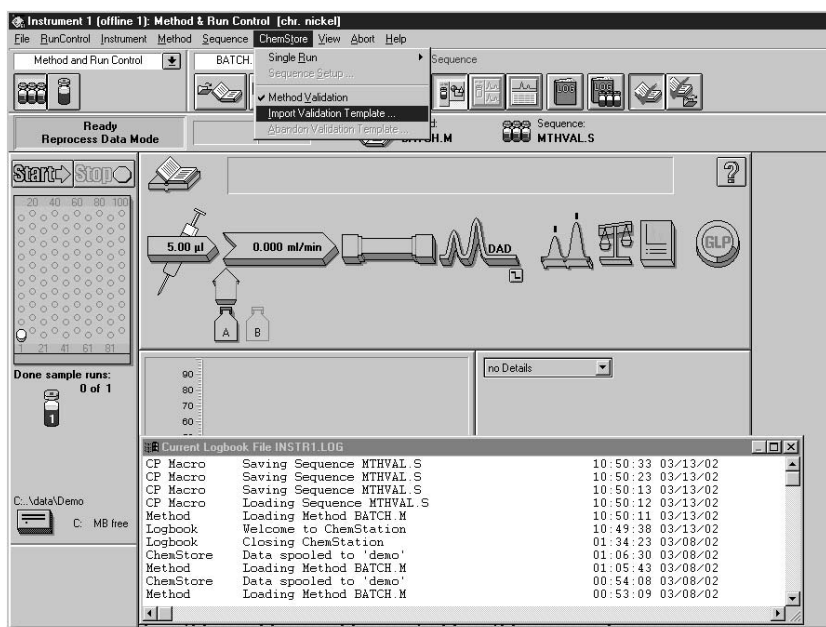 Instrument 1 (offline 1): Method & Run Control [chr. nickel]
File RunControl Instrument Method Sequence ChemStore View Abort Help
Method and Run Control
BATCH.
Sequence
Single Run
Sequence Setup ...
Method Validation
Import Validation Template ...
Abandon Validation Template ...
Ready
Reprocess Data Mode
BATCH.M
Sequence:
MTHVAL.S
LOG
LOG
Start
Stop
20 40 60 80 100
1 21 41 61 81
5.00 µl
0.000 ml/min
DAD
GLP
?
A
B
Done sample runs:
0 of 1
1
C:..\data\Demo
C: MB free
no Details
90
80
70
60
Current Logbook File INSTR1.LOG
CP Macro Saving Sequence MTHVAL.S 10:50:33 03/13/02
CP Macro Saving Sequence MTHVAL.S 10:50:23 03/13/02
CP Macro Saving Sequence MTHVAL.S 10:50:13 03/13/02
CP Macro Loading Sequence MTHVAL.S 10:50:12 03/13/02
Method Loading Method BATCH.M 10:50:11 03/13/02
Logbook Welcome to ChemStation 10:49:38 03/13/02
Logbook Closing ChemStation 01:34:23 03/08/02
ChemStore Data spooled to 'demo' 01:06:30 03/08/02
Method Loading Method BATCH.M 01:05:43 03/08/02
ChemStore Data spooled to 'demo' 00:54:08 03/08/02
Method Loading Method BATCH.M 00:53:09 03/08/02